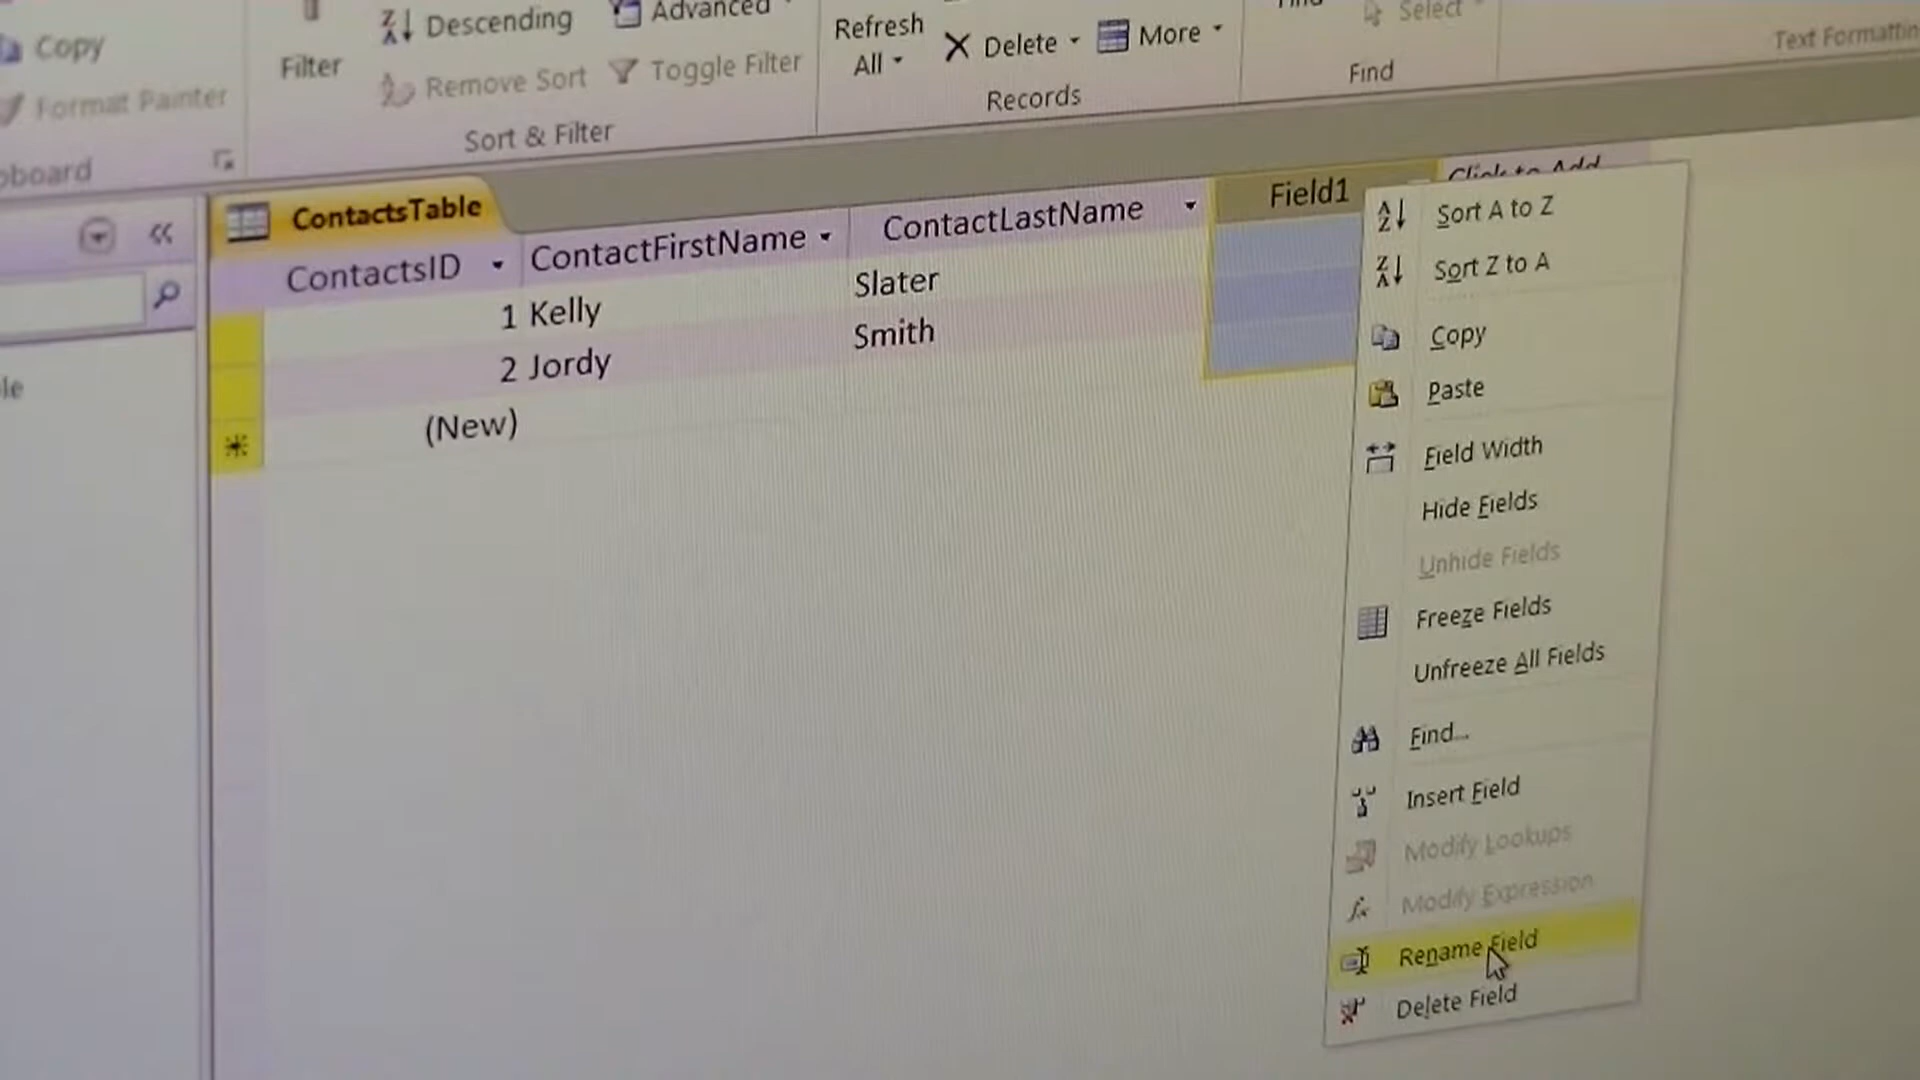 Copy
Format Painter
Filter
Descending
Remove Sort
Advanced
Toggle Filter
Sort & Filter
Refresh
All
Delete
More
Records
Select
Find
ContactsTable
ContactsID
ContactFirstName
ContactLastName
Field1
Click to Add
1 Kelly
Slater
2 Jordy
Smith
(New)
Sort A to Z
Sort Z to A
Copy
Paste
Field Width
Hide Fields
Unhide Fields
Freeze Fields
Unfreeze All Fields
Find...
Insert Field
Modify Lookups
Modify Expression
Rename Field
Delete Field